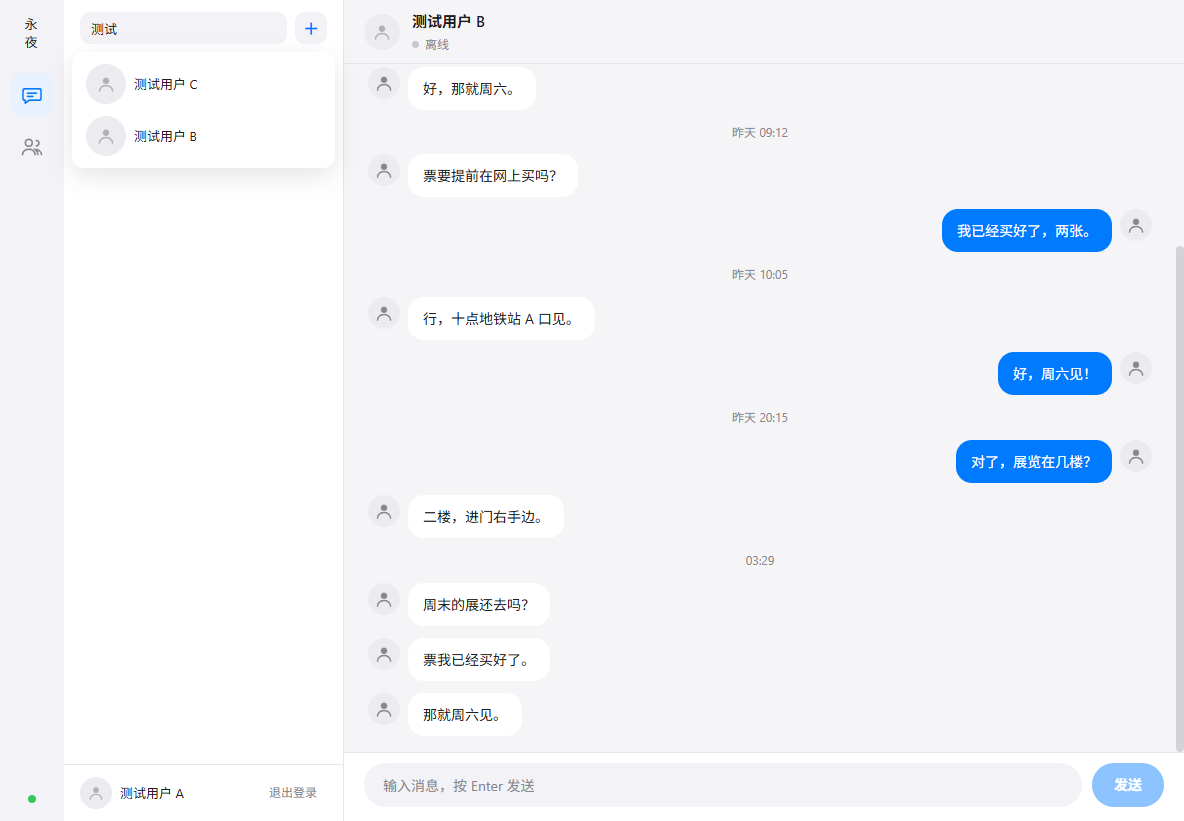 永
夜
测试
测试用户 C
测试用户 B
测试用户 A
退出登录
测试用户 B
离线
好，那就周六。
昨天 09:12
票要提前在网上买吗？
我已经买好了，两张。
昨天 10:05
行，十点地铁站 A 口见。
好，周六见！
昨天 20:15
对了，展览在几楼？
二楼，进门右手边。
03:29
周末的展还去吗？
票我已经买好了。
那就周六见。
输入消息，按 Enter 发送
发送